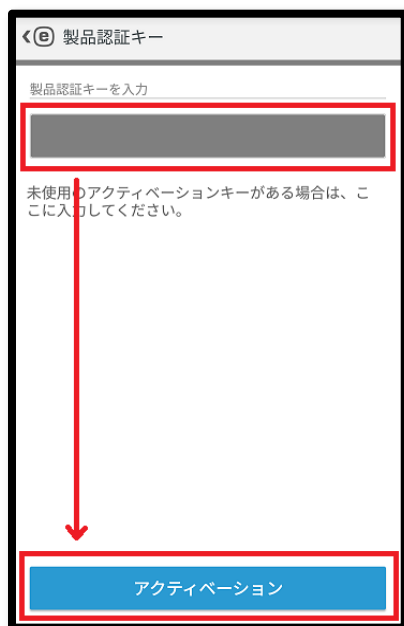 e 製品認証キー
製品認証キーを入力
未使用のアクティベーションキーがある場合は、こ
こに入力してください。
アクティベーション